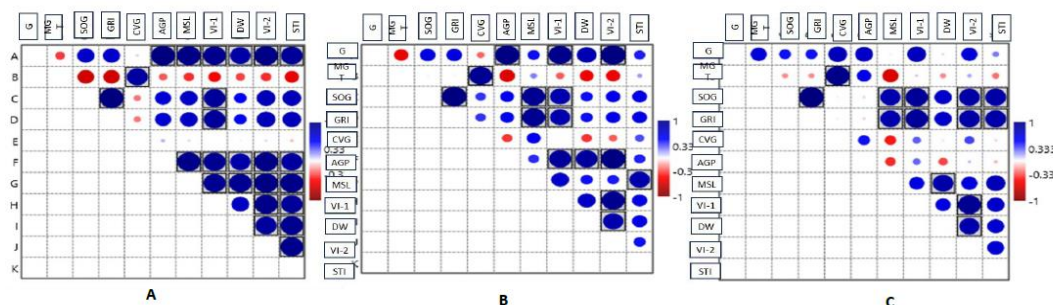 G MG T SOG GRI CVG AGP MSL VI-1 DW VI-2 STI
A
B
C
D
E
F
G
H
I
J
K
1
0.33
-1
A
G MG T SOG GRI CVG AGP MSL VI-1 DW VI-2 STI
G
MG
T
SOG
GRI
CVG
AGP
MSL
VI-1
DW
VI-2
STI
1
0.33
-0.3
-1
B
G MG T SOG GRI CVG AGP MSL VI-1 DW VI-2 STI
G
MG
T
SOG
GRI
CVG
AGP
MSL
VI-1
DW
VI-2
STI
1
0.333
-0.33
-1
C